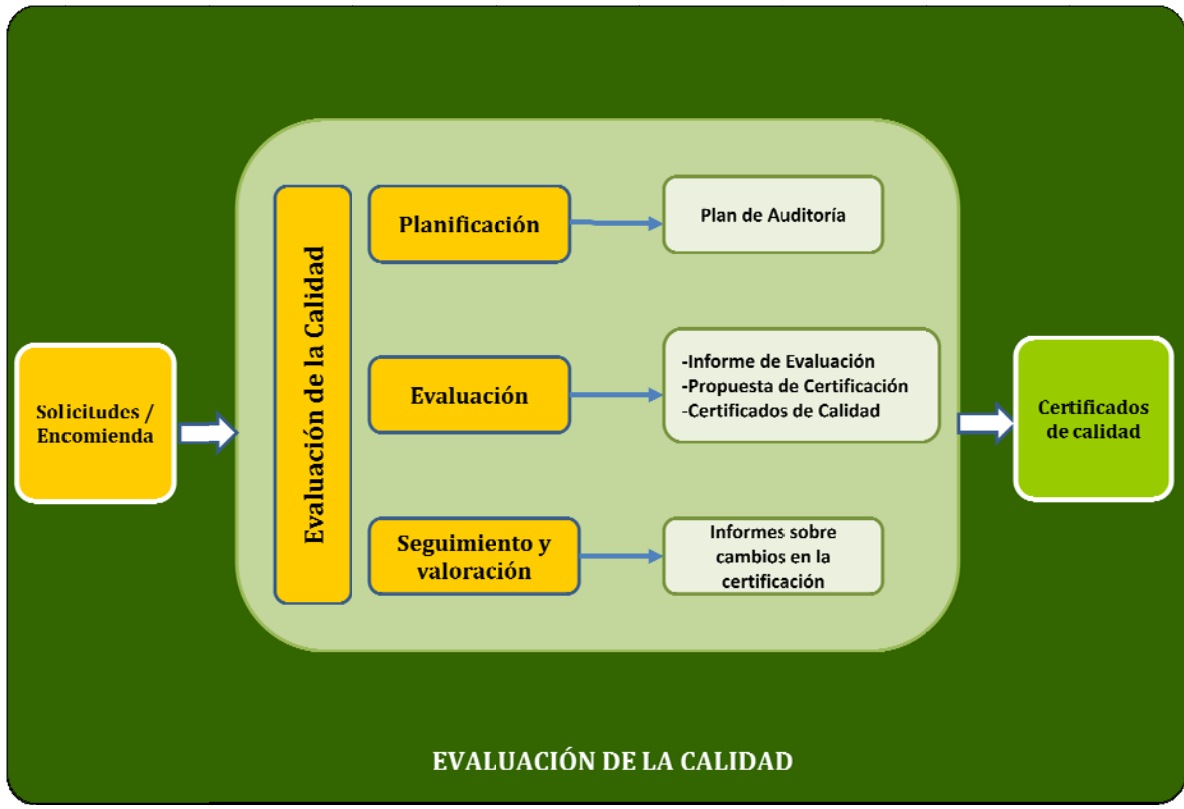 Solicitudes /
Encomienda
Evaluación de la Calidad
Planificación
Plan de Auditoría
Evaluación
-Informe de Evaluación
-Propuesta de Certificación
-Certificados de Calidad
Seguimiento y
valoración
Informes sobre
cambios en la
certificación
Certificados
de calidad
EVALUACIÓN DE LA CALIDAD